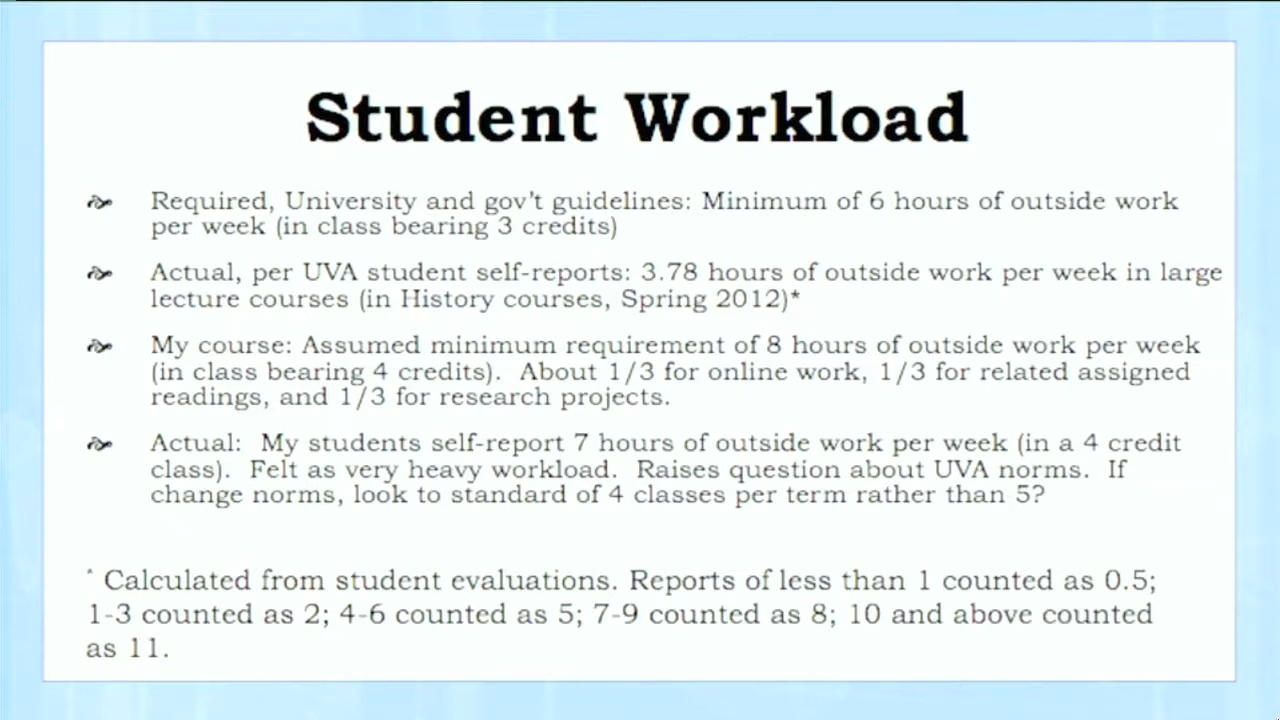 Student Workload
Required, University and gov't guidelines: Minimum of 6 hours of outside work
per week (in class bearing 3 credits)
Actual, per UVA student self-reports: 3.78 hours of outside work per week in large
lecture courses (in History courses, Spring 2012)*
My course: Assumed minimum requirement of 8 hours of outside work per week
(in class bearing 4 credits).  About 1/3 for online work, 1/3 for related assigned
readings, and 1/3 for research projects.
Actual:  My students self-report 7 hours of outside work per week (in a 4 credit
class).  Felt as very heavy workload.  Raises question about UVA norms.  If
change norms, look to standard of 4 classes per term rather than 5?
* Calculated from student evaluations. Reports of less than 1 counted as 0.5;
1-3 counted as 2; 4-6 counted as 5; 7-9 counted as 8; 10 and above counted
as 11.